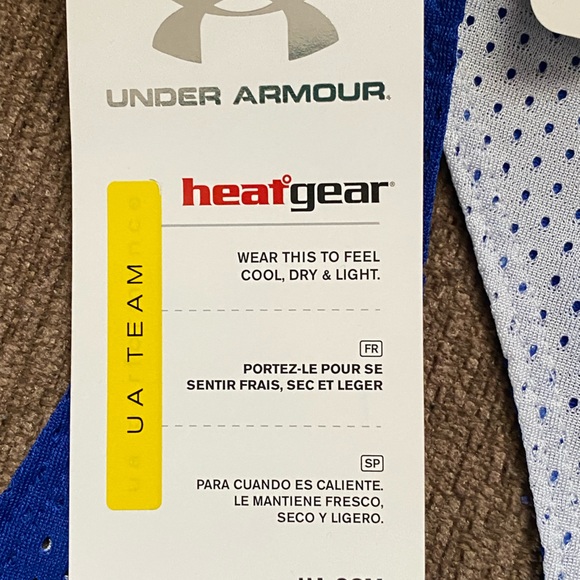 UNDER ARMOUR.
heatgear®
UA TEAM
WEAR THIS TO FEEL
COOL, DRY & LIGHT.
FR
PORTEZ-LE POUR SE
SENTIR FRAIS, SEC ET LEGER
SP
PARA CUANDO ES CALIENTE.
LE MANTIENE FRESCO,
SECO Y LIGERO.